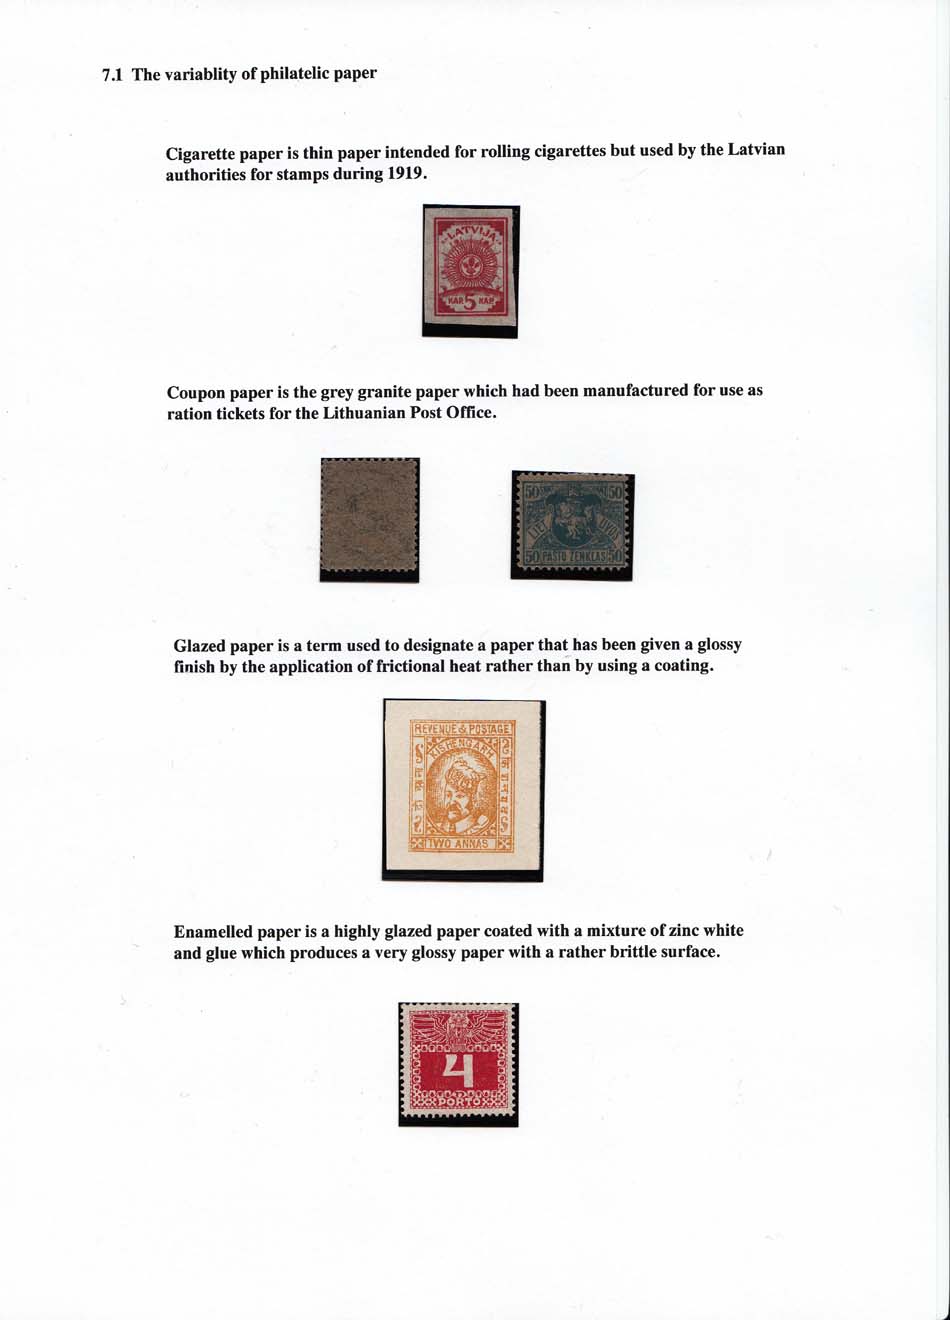 7.1 The variablity of philatelic paper
Cigarette paper is thin paper intended for rolling cigarettes but used by the Latvian
authorities for stamps during 1919.
LATVIJA
KAP 5 KAP
Coupon paper is the grey granite paper which had been manufactured for use as
ration tickets for the Lithuanian Post Office.
50 50
LIET UVOS
50 PASTO ŽENKLAS 50
Glazed paper is a term used to designate a paper that has been given a glossy
finish by the application of frictional heat rather than by using a coating.
REVENUE & POSTAGE
KISHENGARH
TWO ANNAS
Enamelled paper is a highly glazed paper coated with a mixture of zinc white
and glue which produces a very glossy paper with a rather brittle surface.
4
PORTO